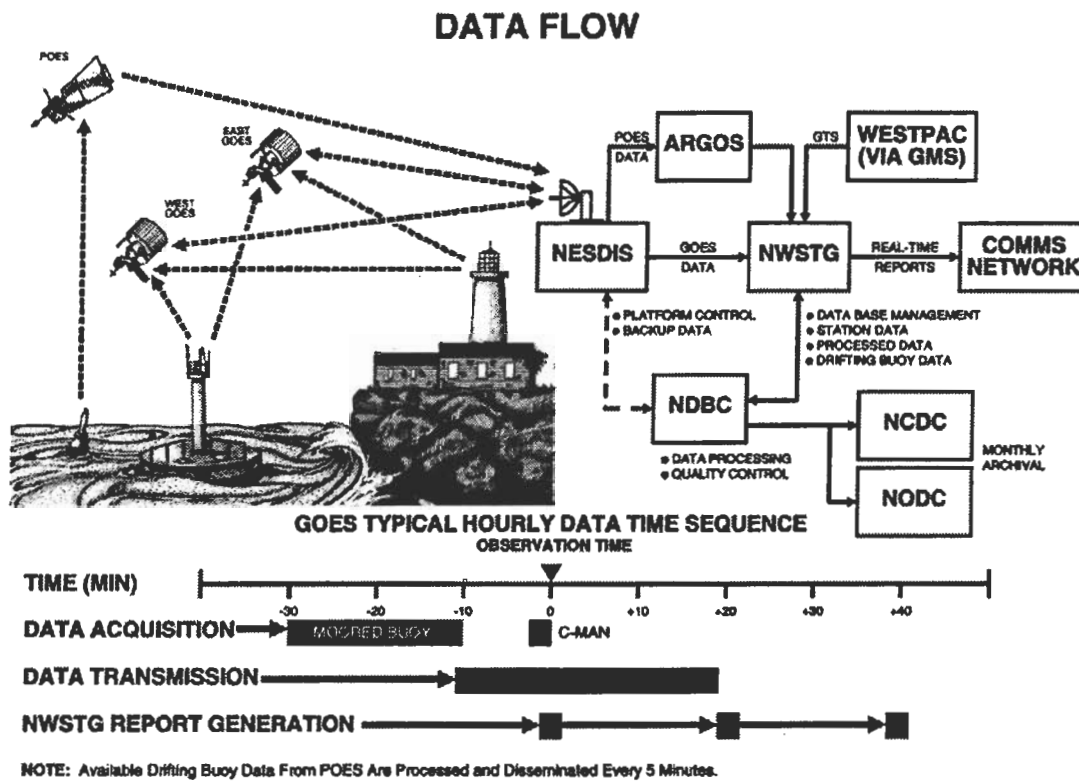 DATA FLOW
POES
EAST
GOES
WEST
GOES
POES
DATA
ARGOS
GTS
WESTPAC
(VIA GMS)
NESDIS
GOES
DATA
NWSTG
REAL-TIME
REPORTS
COMMS
NETWORK
● PLATFORM CONTROL
● BACKUP DATA
● DATA BASE MANAGEMENT
● STATION DATA
● PROCESSED DATA
● DRIFTING BUOY DATA
NDBC
● DATA PROCESSING
● QUALITY CONTROL
NCDC
NODC
MONTHLY
ARCHIVAL
GOES TYPICAL HOURLY DATA TIME SEQUENCE
OBSERVATION TIME
TIME (MIN)
-30 -20 -10 0 +10 +20 +30 +40
DATA ACQUISITION MOORED BUOY C-MAN
DATA TRANSMISSION
NWSTG REPORT GENERATION
NOTE: Available Drifting Buoy Data From POES Are Processed and Disseminated Every 5 Minutes.